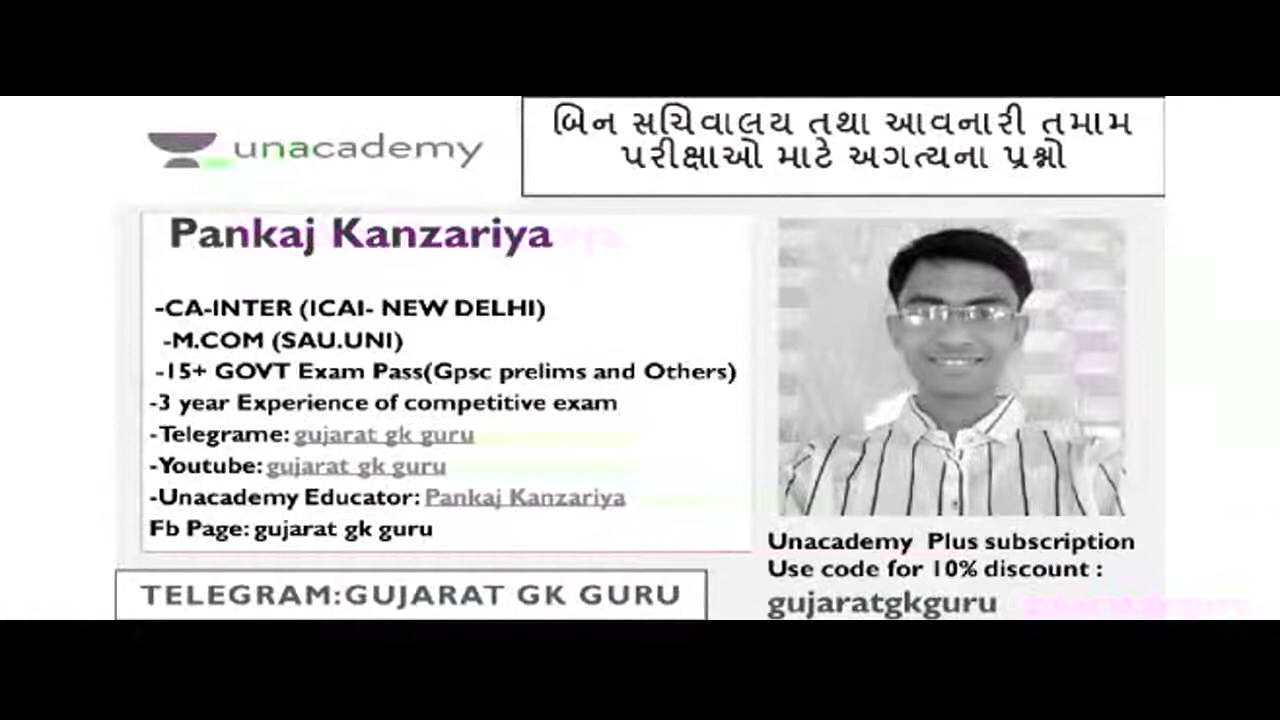 unacademy
બિન સચિવાલય તથા આવનારી તમામ
પરીક્ષાઓ માટે અગત્યના પ્રશ્નો
Pankaj Kanzariya
-CA-INTER (ICAI- NEW DELHI)
-M.COM (SAU.UNI)
-15+ GOVT Exam Pass(Gpsc prelims and Others)
-3 year Experience of competitive exam
-Telegrame: gujarat gk guru
-Youtube: gujarat gk guru
-Unacademy Educator: Pankaj Kanzariya
Fb Page: gujarat gk guru
TELEGRAM:GUJARAT GK GURU
Unacademy Plus subscription
Use code for 10% discount :
gujaratgkguru